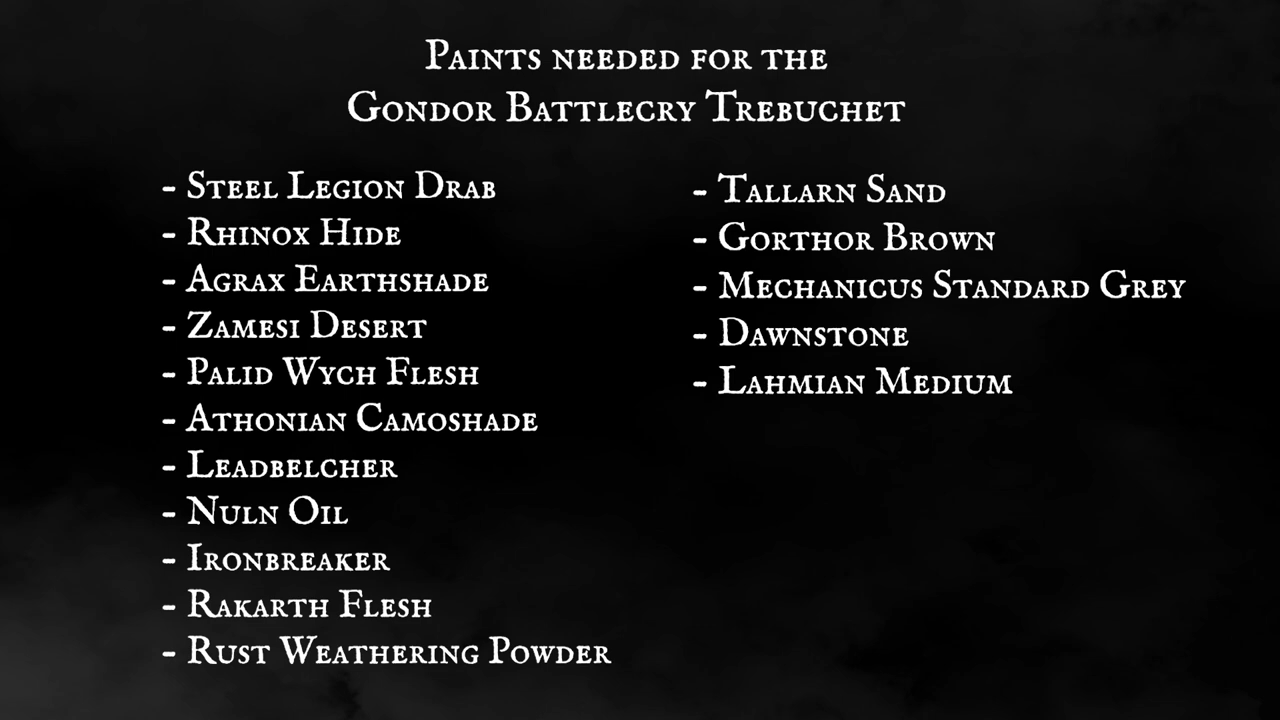 Paints needed for the
Gondor Battlecry Trebuchet
- Steel Legion Drab
- Rhinox Hide
- Agrax Earthshade
- Zamesi Desert
- Palid Wych Flesh
- Athonian Camoshade
- Leadbelcher
- Nuln Oil
- Ironbreaker
- Rakarth Flesh
- Rust Weathering Powder
- Tallarn Sand
- Gorthor Brown
- Mechanicus Standard Grey
- Dawnstone
- Lahmian Medium